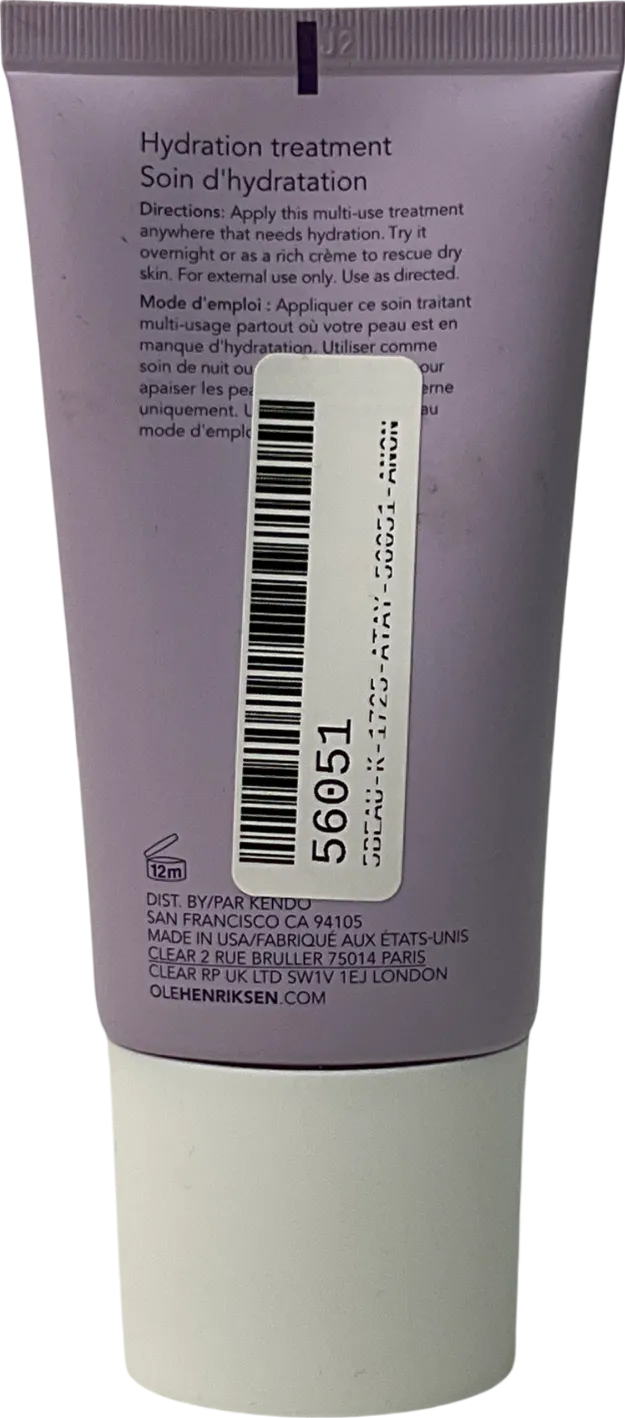 J2
Hydration treatment
Soin d'hydratation
Directions: Apply this multi-use treatment
anywhere that needs hydration. Try it
overnight or as a rich crème to rescue dry
skin. For external use only. Use as directed.
Mode d'emploi : Appliquer ce soin traitant
multi-usage partout où votre peau est en
manque d'hydratation. Utiliser comme
soin de nuit ou
apaiser les
uniquement.
mode
56051
12m
DIST. BY/PAR KENDO
SAN FRANCISCO CA 94105
MADE IN USA/FABRIQUÉ AUX ÉTATS-UNIS
CLEAR 2 RUE BRULLER 75014 PARIS
CLEAR RP UK LTD SW1V 1EJ LONDON
OLEHENRIKSEN.COM